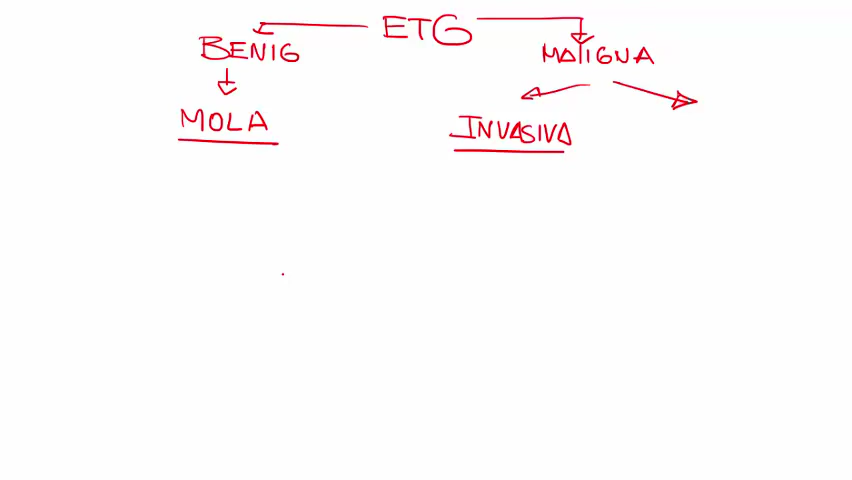 ETG
BENIG
MALIGNA
MOLA
INVASIVA